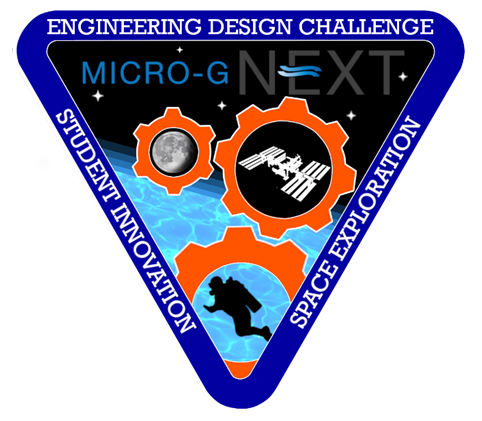 ENGINEERING DESIGN CHALLENGE
MICRO-G NEXT
STUDENT INNOVATION
SPACE EXPLORATION